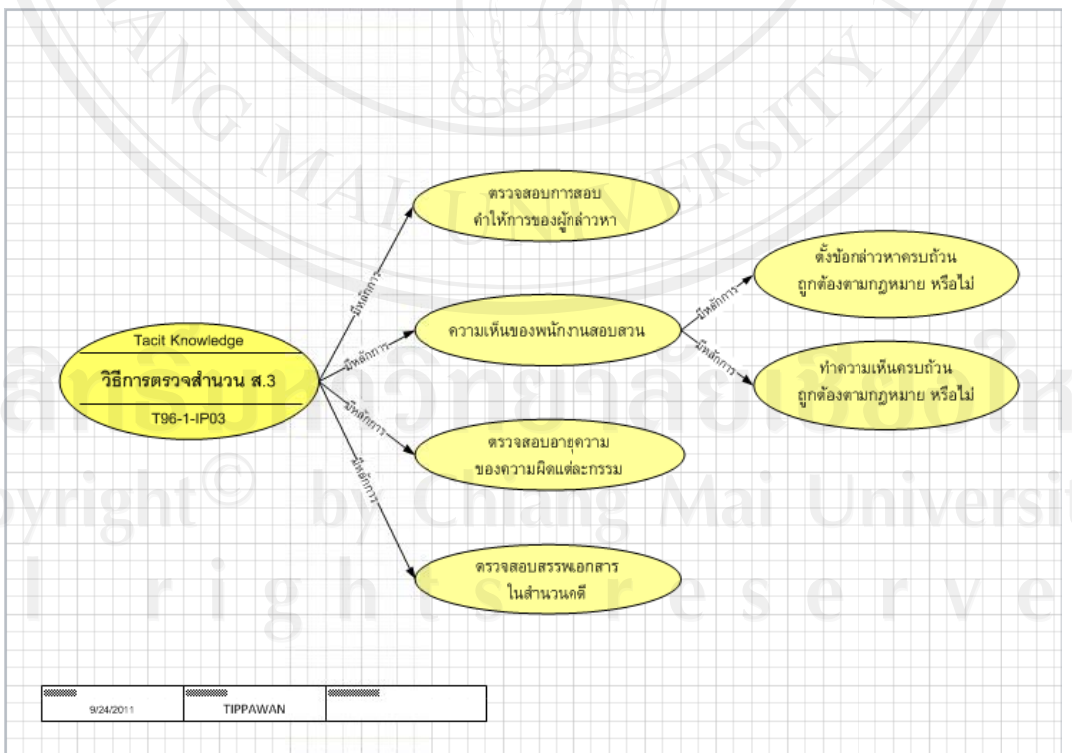 CHIANG MAI UNIVERSITY
ตรวจสอบการสอบ
คำให้การของผู้กล่าวหา
ตั้งข้อกล่าวหาครบถ้วน
ถูกต้องตามกฎหมาย หรือไม่
มีหลักการ
มีหลักการ
ความเห็นของพนักงานสอบสวน
มีหลักการ
Tacit Knowledge
วิธีการตรวจสำนวน ส.3
T96-1-IP03
มีหลักการ
ทำความเห็นครบถ้วน
ถูกต้องตามกฎหมาย หรือไม่
มีหลักการ
ตรวจสอบอายุความ
ของความผิดแต่ละกรรม
มีหลักการ
Copyright © by Chiang Mai University
ตรวจสอบสรรพเอกสาร
ในสำนวนคดี
All rights reserved
9/24/2011
TIPPAWAN